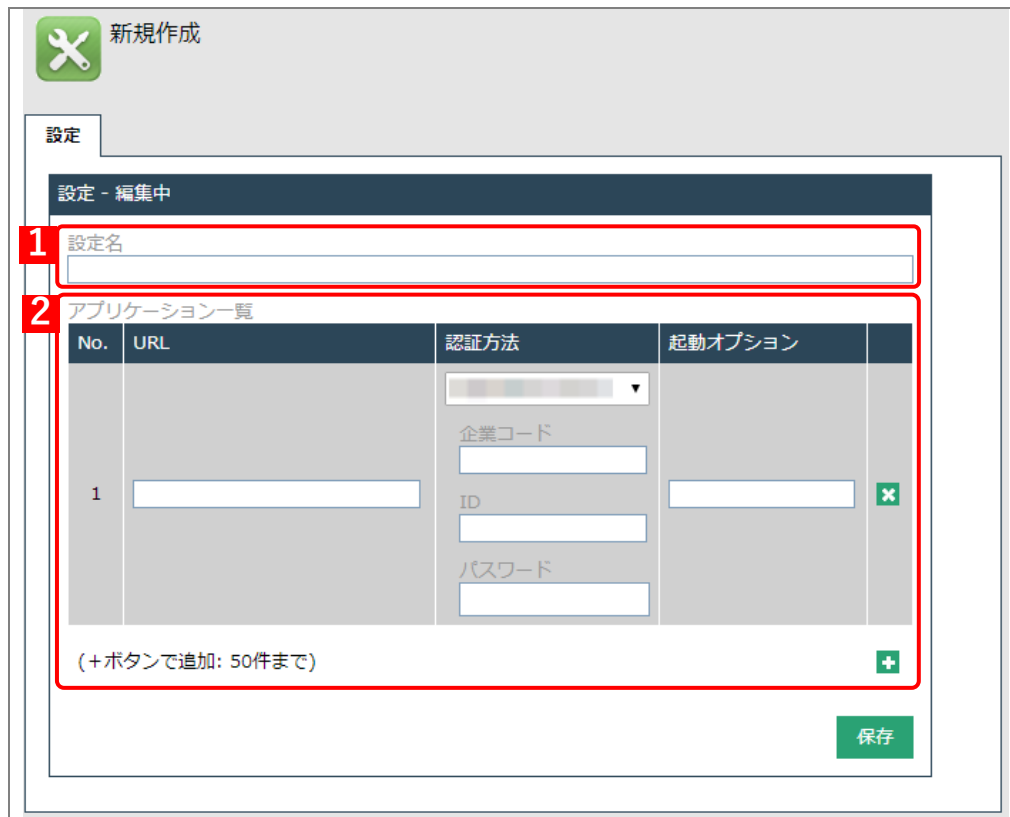 新規作成
設定
設定 - 編集中
1
設定名
2
アプリケーション一覧
No. URL 認証方法 起動オプション
企業コード
1
ID
パスワード
(+ボタンで追加: 50件まで)
保存